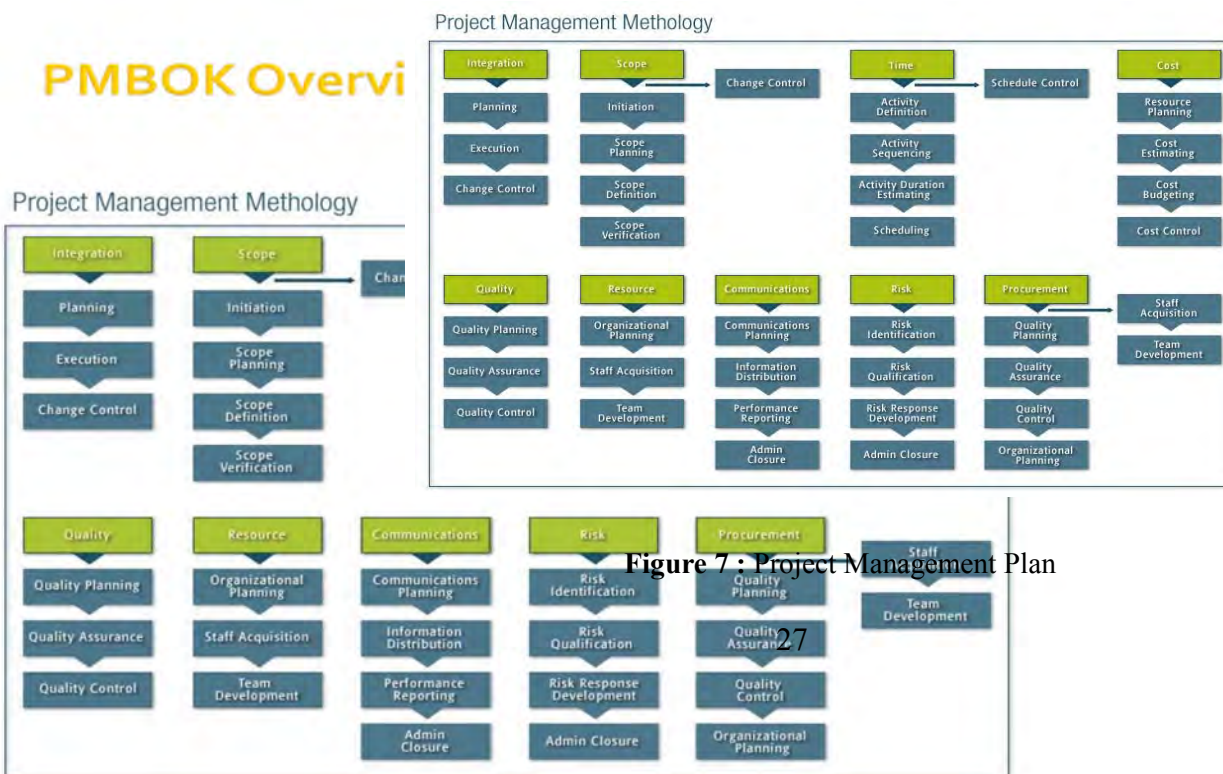 PMBOK Overvi
Project Management Methology
Integration
Planning
Execution
Change Control
Scope
Change Control
Initiation
Scope
Planning
Scope
Definition
Scope
Verification
Time
Schedule Control
Activity
Definition
Activity
Sequencing
Activity Duration
Estimating
Scheduling
Cost
Resource
Planning
Cost
Estimating
Cost
Budgeting
Cost Control
Quality
Quality Planning
Quality Assurance
Quality Control
Resource
Organizational
Planning
Staff Acquisition
Team
Development
Communications
Communications
Planning
Information
Distribution
Performance
Reporting
Admin
Closure
Risk
Risk
Identification
Risk
Qualification
Risk Response
Development
Admin Closure
Procurement
Staff
Acquisition
Team
Development
Quality
Planning
Quality
Assurance
Quality
Control
Organizational
Planning
Project Management Methology
Integration
Planning
Execution
Change Control
Scope
Chan
Initiation
Scope
Planning
Scope
Definition
Scope
Verification
Quality
Quality Planning
Quality Assurance
Quality Control
Resource
Organizational
Planning
Staff Acquisition
Team
Development
Communications
Communications
Planning
Information
Distribution
Performance
Reporting
Admin
Closure
Risk
Risk
Identification
Risk
Qualification
Risk Response
Development
Admin Closure
Procurement
Staff
Team
Development
Quality
Planning
Quality
Assurance
Quality
Control
Organizational
Planning
Figure 7 : Project Management Plan
27